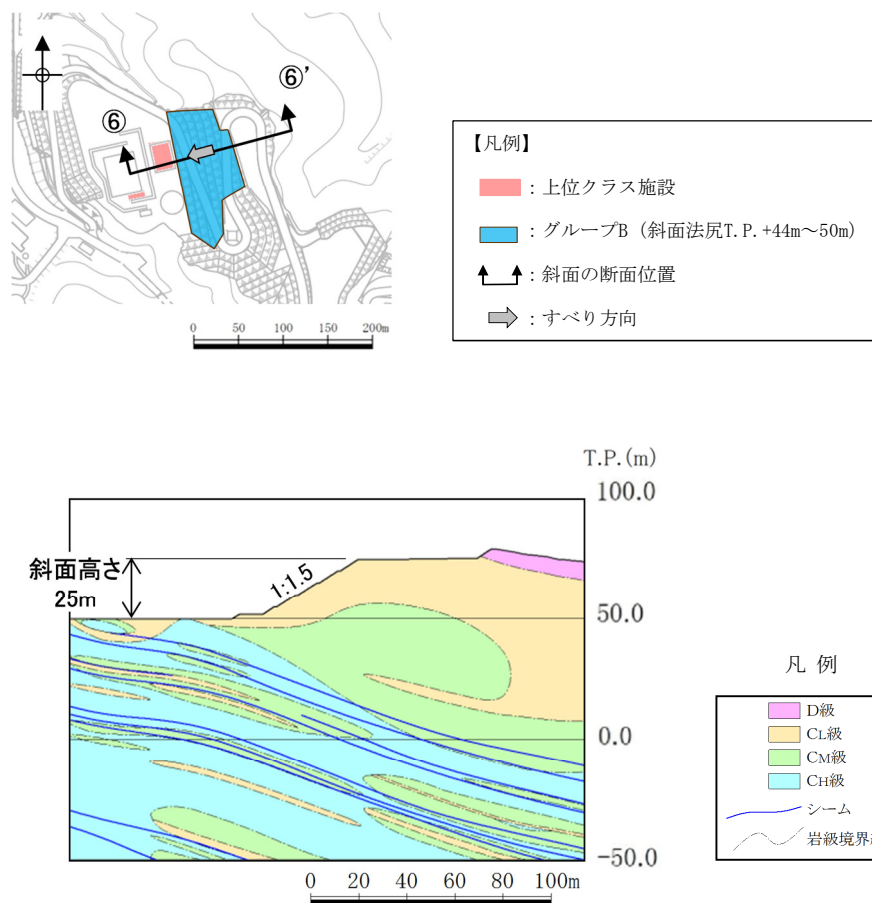 ⑥
⑥'
0 50 100 150 200m
【凡例】
：上位クラス施設
：グループB（斜面法尻T.P.+44m～50m）
：斜面の断面位置
：すべり方向
T.P.(m)
100.0
50.0
0.0
-50.0
斜面高さ
25m
1:1.5
0 20 40 60 80 100m
凡 例
D級
CL級
CM級
CH級
シーム
岩級境界